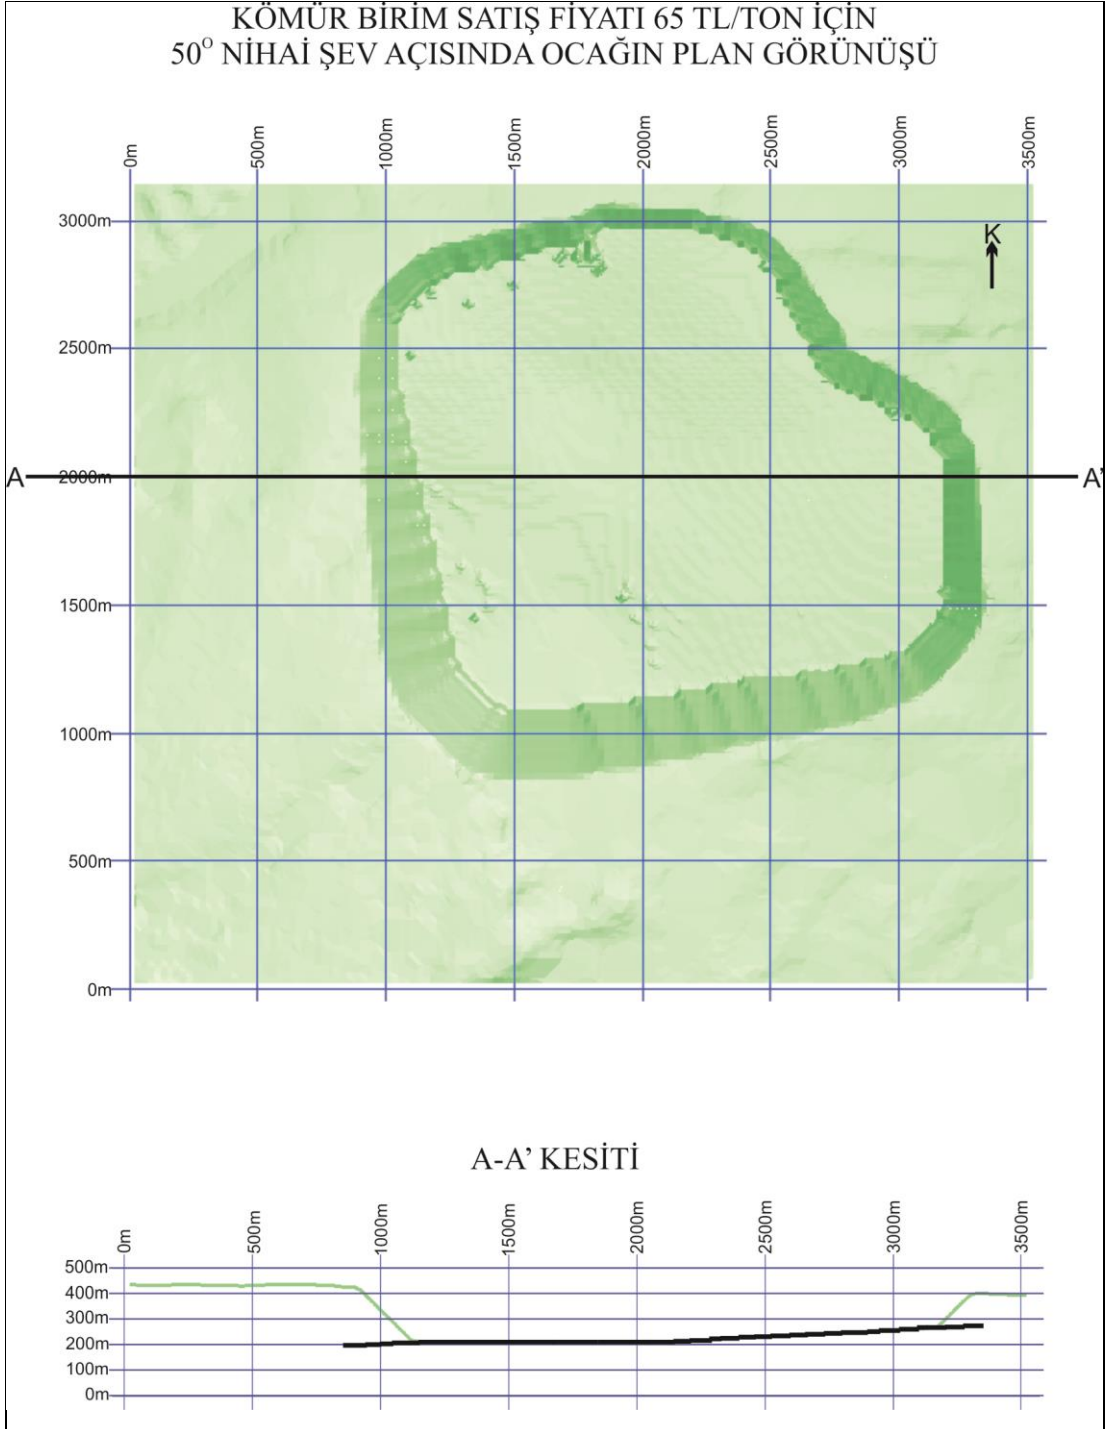 KÖMÜR BİRİM SATIŞ FİYATI 65 TL/TON İÇİN
50° NİHAİ ŞEV AÇISINDA OCAĞIN PLAN GÖRÜNÜŞÜ
0m 500m 1000m 1500m 2000m 2500m 3000m 3500m
3000m
K
2500m
A 2000m A'
1500m
1000m
500m
0m
A-A' KESİTİ
0m 500m 1000m 1500m 2000m 2500m 3000m 3500m
500m
400m
300m
200m
100m
0m